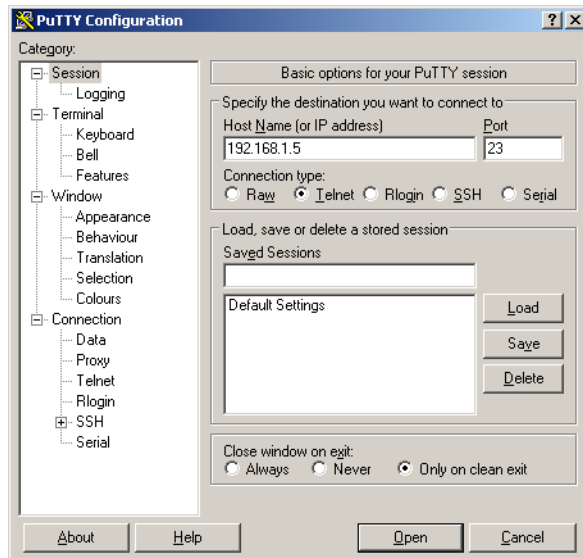 PuTTY Configuration
Category:
Session
Logging
Terminal
Keyboard
Bell
Features
Window
Appearance
Behaviour
Translation
Selection
Colours
Connection
Data
Proxy
Telnet
Rlogin
SSH
Serial
Basic options for your PuTTY session
Specify the destination you want to connect to
Host Name (or IP address) Port
192.168.1.5 23
Connection type:
Raw Telnet Rlogin SSH Serial
Load, save or delete a stored session
Saved Sessions
Default Settings
Load
Save
Delete
Close window on exit:
Always Never Only on clean exit
About Help Open Cancel